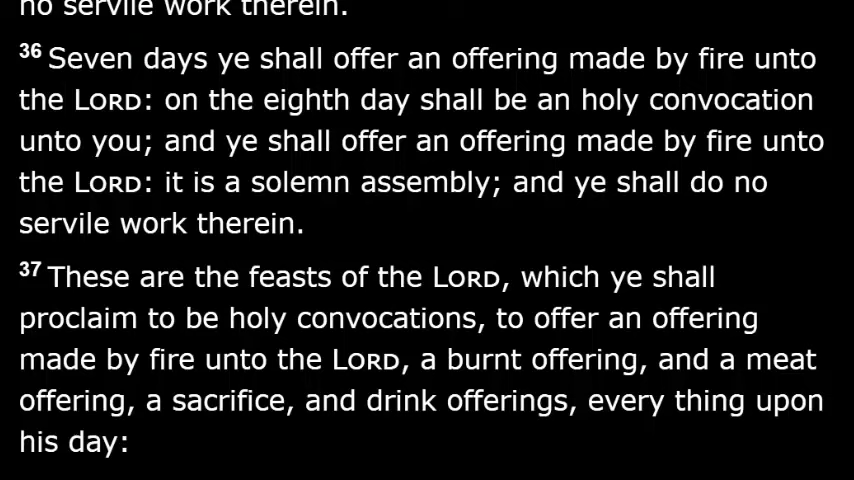 no servile work therein.
36 Seven days ye shall offer an offering made by fire unto
the LORD: on the eighth day shall be an holy convocation
unto you; and ye shall offer an offering made by fire unto
the LORD: it is a solemn assembly; and ye shall do no
servile work therein.
37 These are the feasts of the LORD, which ye shall
proclaim to be holy convocations, to offer an offering
made by fire unto the LORD, a burnt offering, and a meat
offering, a sacrifice, and drink offerings, every thing upon
his day: